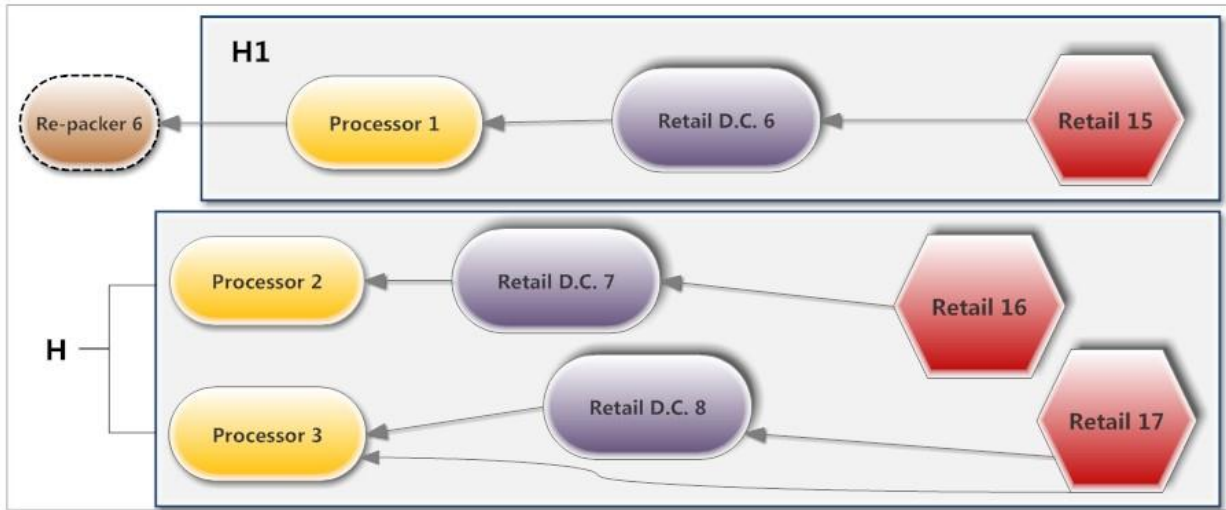 H1
Re-packer 6
Processor 1
Retail D.C. 6
Retail 15
H
Processor 2
Retail D.C. 7
Retail 16
Processor 3
Retail D.C. 8
Retail 17